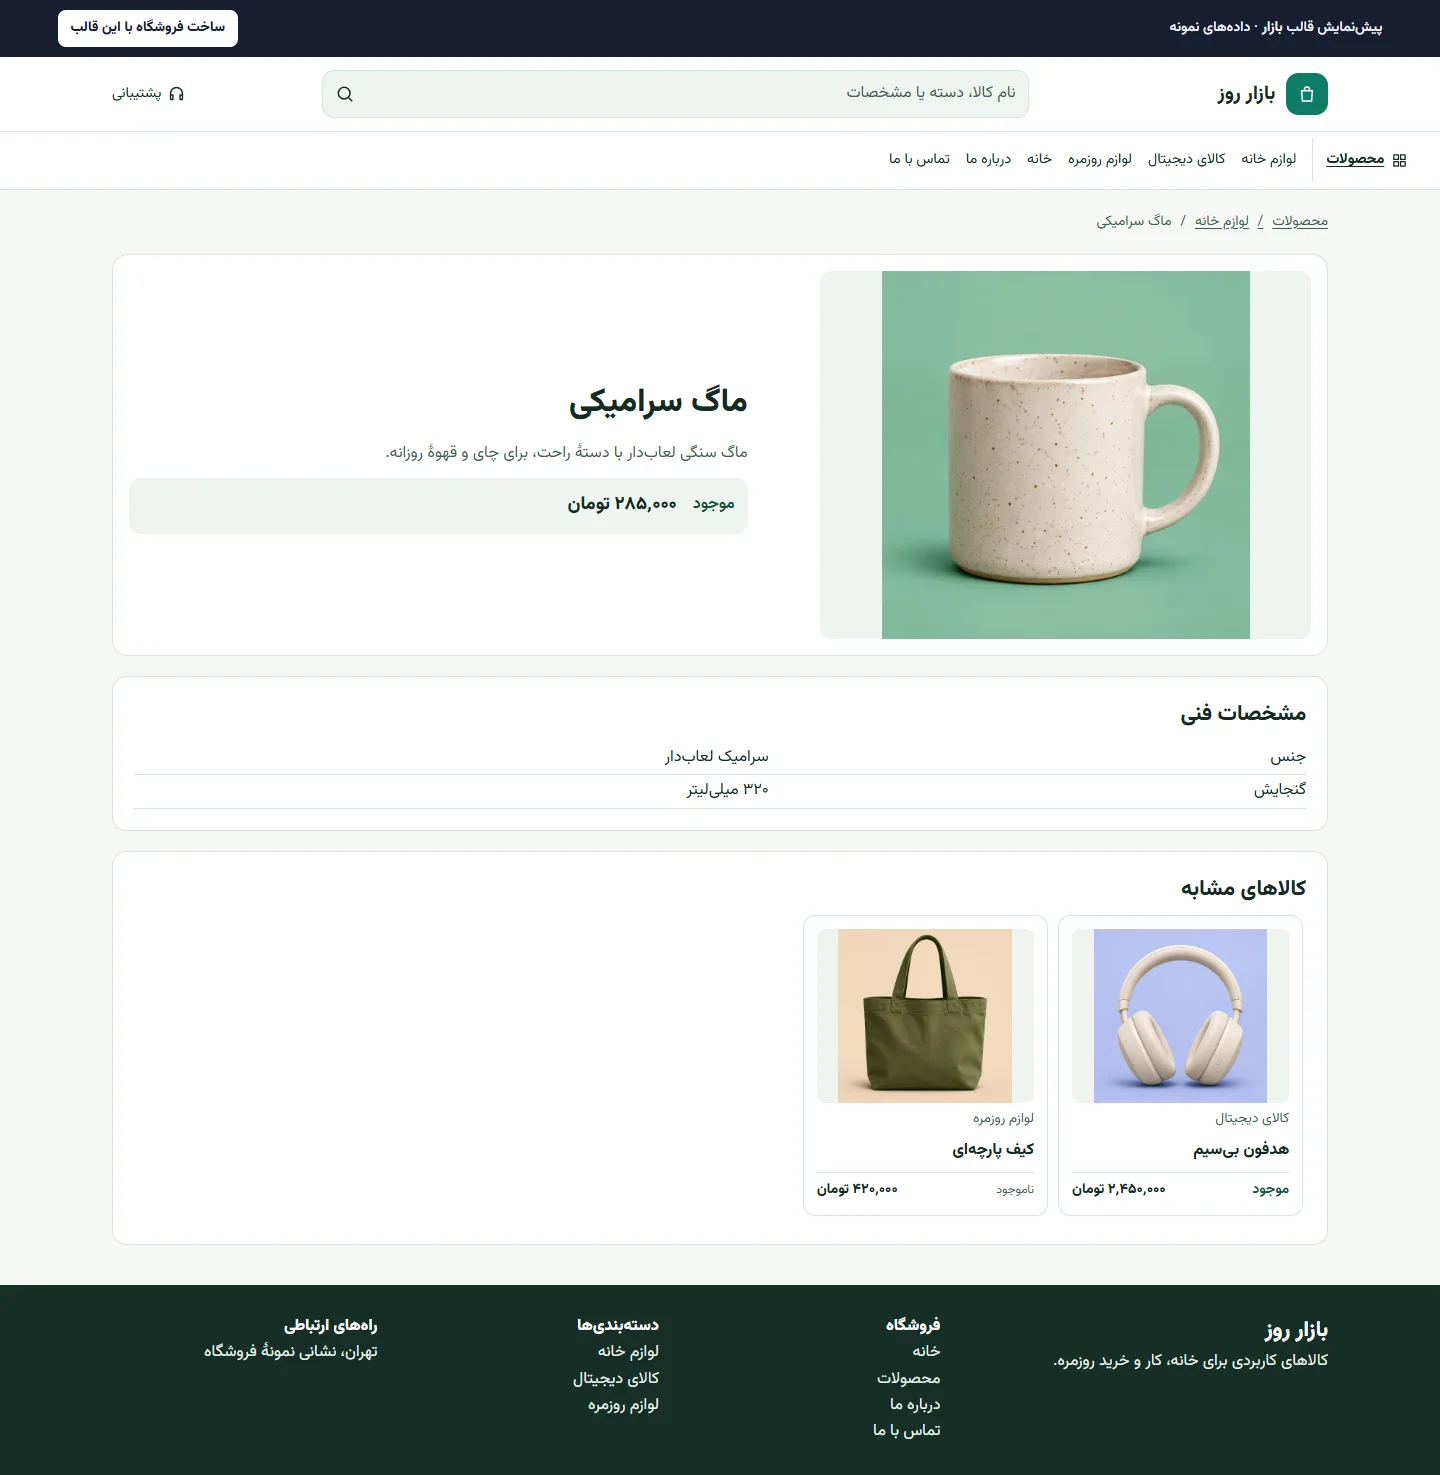 پیش‌نمایش قالب بازار · داده‌های نمونه
ساخت فروشگاه با این قالب
بازار روز
نام کالا، دسته یا مشخصات
پشتیبانی
محصولات
لوازم خانه
کالای دیجیتال
لوازم روزمره
خانه
درباره ما
تماس با ما
محصولات / لوازم خانه / ماگ سرامیکی
ماگ سرامیکی
ماگ سنگی لعاب‌دار با دستهٔ راحت، برای چای و قهوهٔ روزانه.
موجود ۲۸۵,۰۰۰ تومان
مشخصات فنی
جنس سرامیک لعاب‌دار
گنجایش ۳۲۰ میلی‌لیتر
کالاهای مشابه
کالای دیجیتال
هدفون بی‌سیم
موجود ۲,۴۵۰,۰۰۰ تومان
لوازم روزمره
کیف پارچه‌ای
ناموجود ۴۲۰,۰۰۰ تومان
بازار روز
کالاهای کاربردی برای خانه، کار و خرید روزمره.
فروشگاه
خانه
محصولات
درباره ما
تماس با ما
دسته‌بندی‌ها
لوازم خانه
کالای دیجیتال
لوازم روزمره
راه‌های ارتباطی
تهران، نشانی نمونهٔ فروشگاه